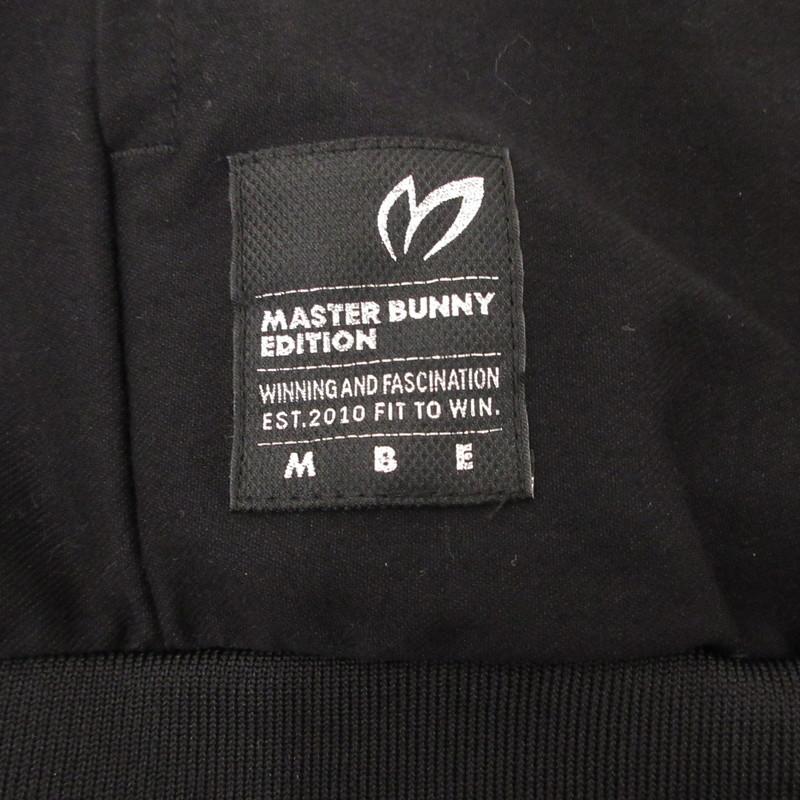 MASTER BUNNY
EDITION
WINNING AND FASCINATION
EST.2010 FIT TO WIN.
M B E